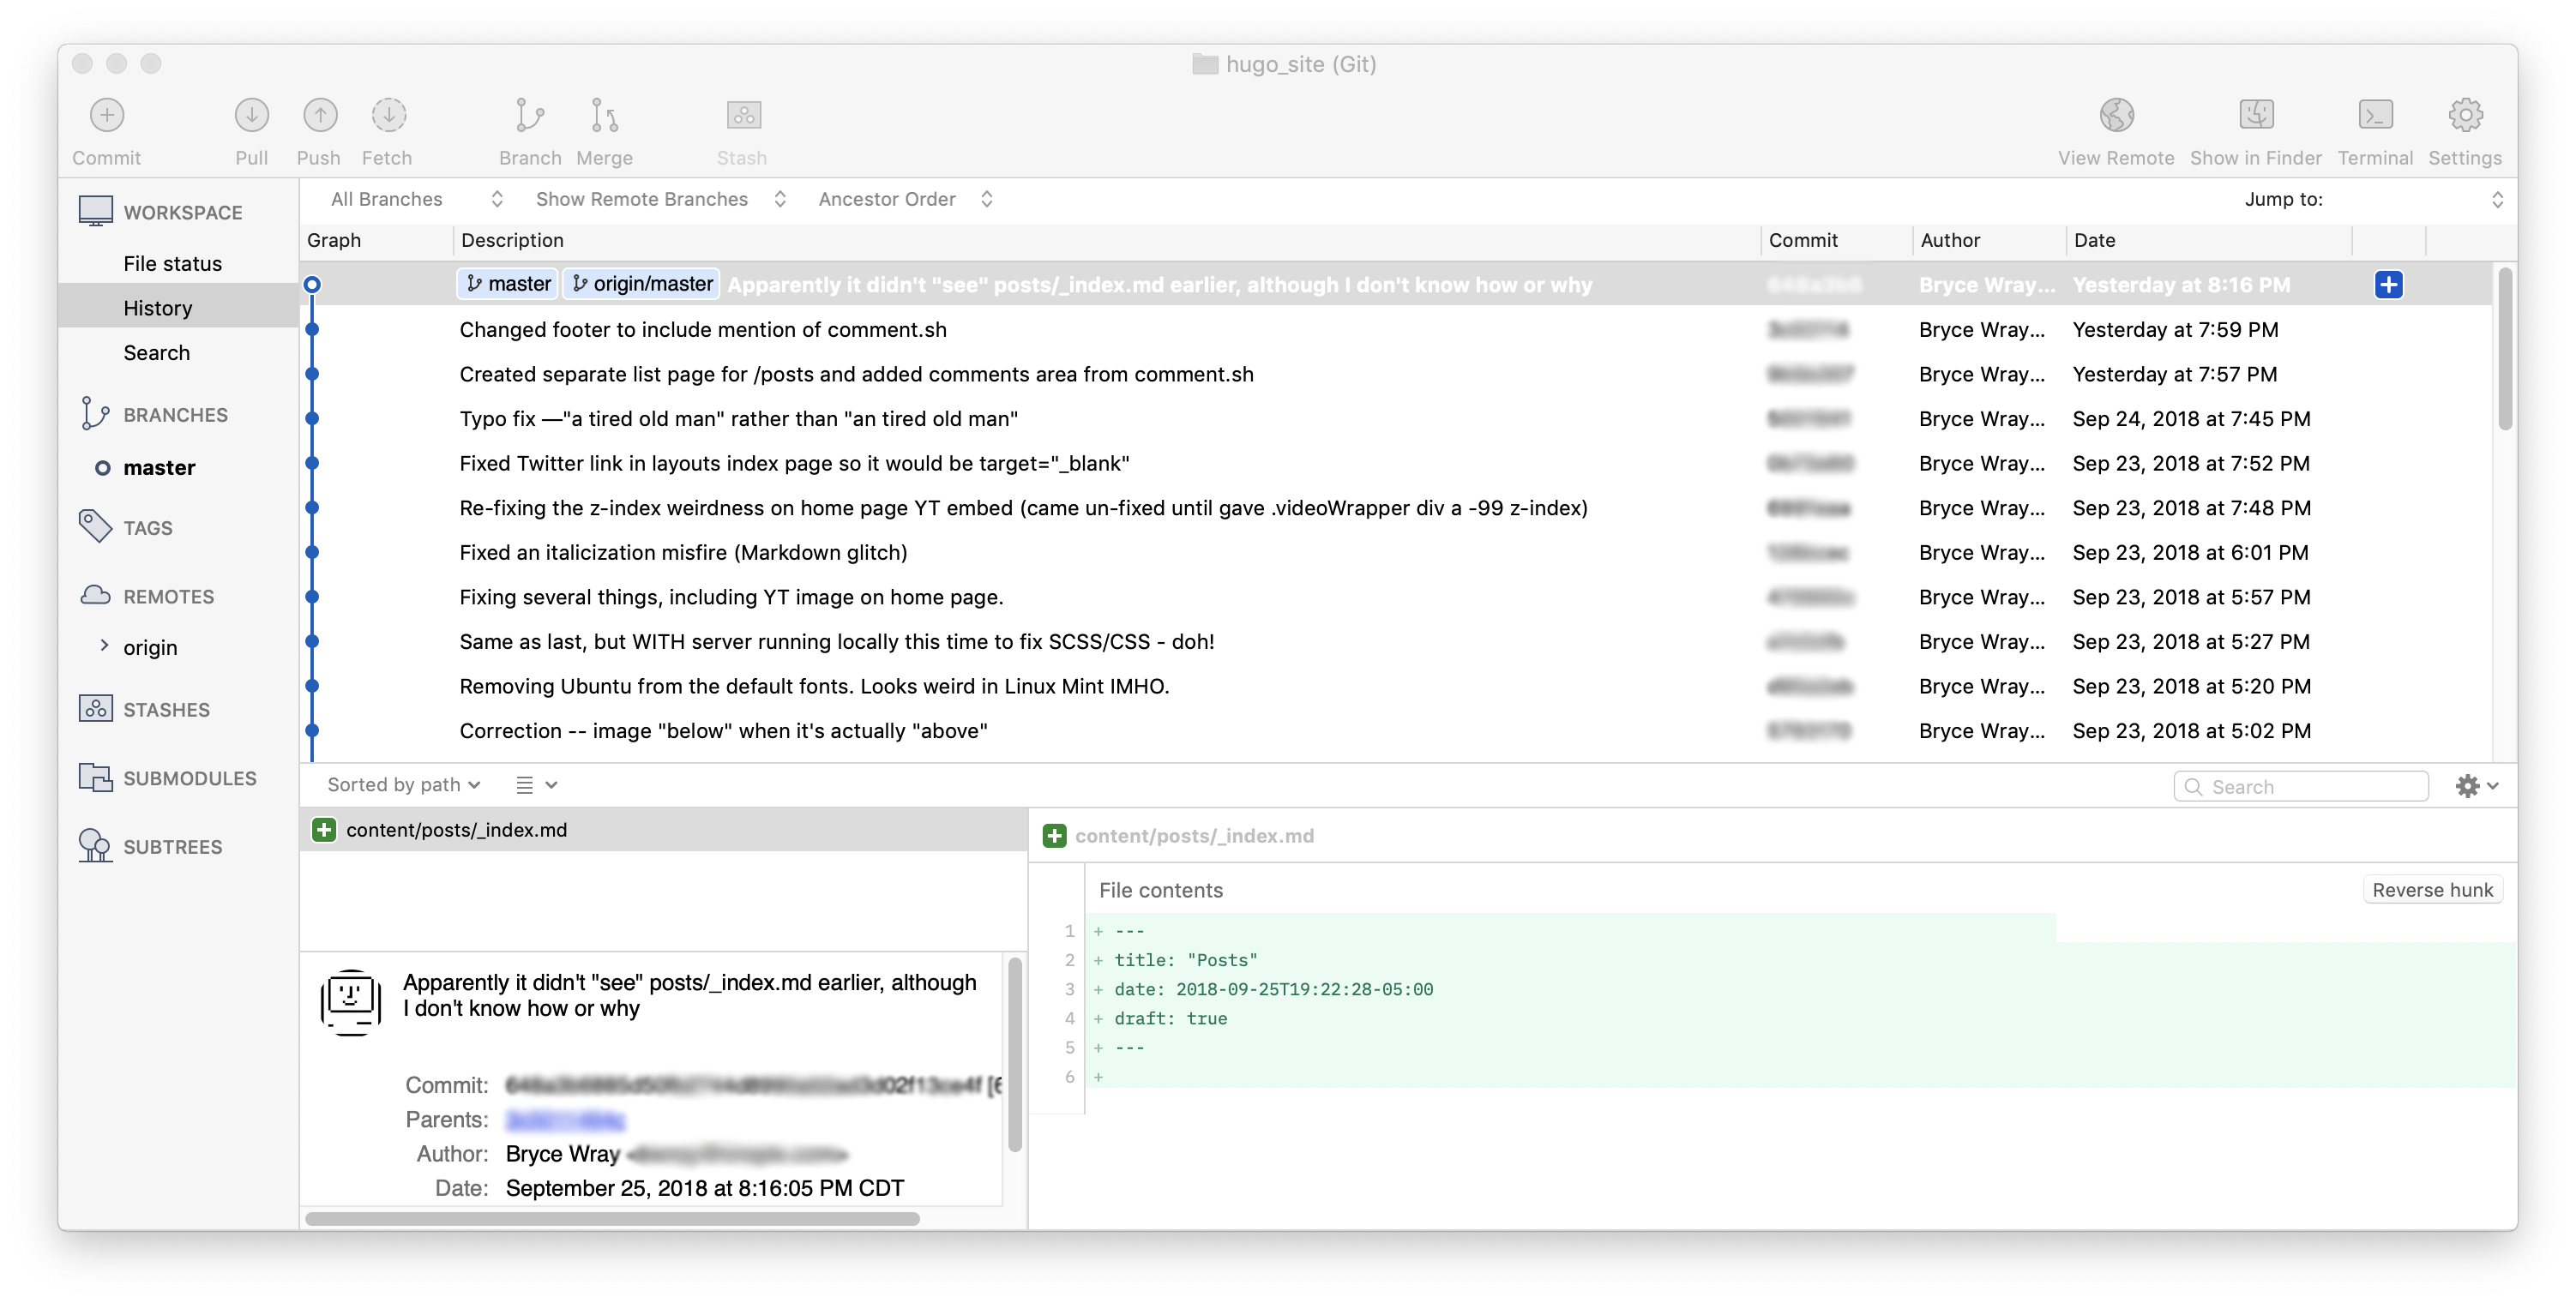 hugo_site (Git)
Commit Pull Push Fetch Branch Merge Stash View Remote Show in Finder Terminal Settings
WORKSPACE
File status
History
Search
BRANCHES
master
TAGS
REMOTES
origin
STASHES
SUBMODULES
SUBTREES
All Branches Show Remote Branches Ancestor Order Jump to:
Graph Description Commit Author Date
master origin/master Apparently it didn't "see" posts/_index.md earlier, although I don't know how or why Bryce Wray... Yesterday at 8:16 PM
Changed footer to include mention of comment.sh Bryce Wray... Yesterday at 7:59 PM
Created separate list page for /posts and added comments area from comment.sh Bryce Wray... Yesterday at 7:57 PM
Typo fix —"a tired old man" rather than "an tired old man" Bryce Wray... Sep 24, 2018 at 7:45 PM
Fixed Twitter link in layouts index page so it would be target="_blank" Bryce Wray... Sep 23, 2018 at 7:52 PM
Re-fixing the z-index weirdness on home page YT embed (came un-fixed until gave .videoWrapper div a -99 z-index) Bryce Wray... Sep 23, 2018 at 7:48 PM
Fixed an italicization misfire (Markdown glitch) Bryce Wray... Sep 23, 2018 at 6:01 PM
Fixing several things, including YT image on home page. Bryce Wray... Sep 23, 2018 at 5:57 PM
Same as last, but WITH server running locally this time to fix SCSS/CSS - doh! Bryce Wray... Sep 23, 2018 at 5:27 PM
Removing Ubuntu from the default fonts. Looks weird in Linux Mint IMHO. Bryce Wray... Sep 23, 2018 at 5:20 PM
Correction -- image "below" when it's actually "above" Bryce Wray... Sep 23, 2018 at 5:02 PM
Sorted by path Search
content/posts/_index.md
Apparently it didn't "see" posts/_index.md earlier, although
I don't know how or why
Commit:
Parents:
Author: Bryce Wray
Date: September 25, 2018 at 8:16:05 PM CDT
content/posts/_index.md
File contents Reverse hunk
1 + ---
2 + title: "Posts"
3 + date: 2018-09-25T19:22:28-05:00
4 + draft: true
5 + ---
6 +